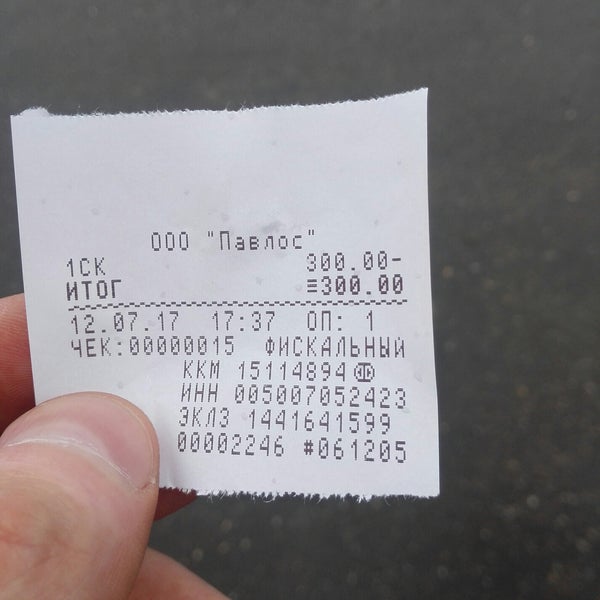 ООО "Павлос"
1СК 300.00-
ИТОГ ≡300.00
12.07.17 17:37 ОП: 1
ЧЕК:00000015 ФИСКАЛЬНЫЙ
ККМ 15114894
ИНН 005007052423
ЭКЛЗ 1441641599
00002246 #061205